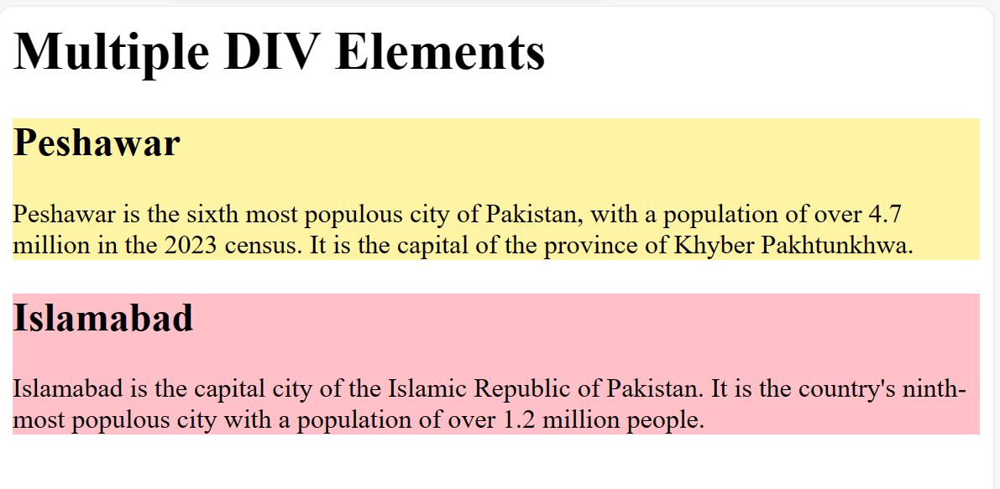 Multiple DIV Elements
Peshawar
Peshawar is the sixth most populous city of Pakistan, with a population of over 4.7
million in the 2023 census. It is the capital of the province of Khyber Pakhtunkhwa.
Islamabad
Islamabad is the capital city of the Islamic Republic of Pakistan. It is the country's ninth-
most populous city with a population of over 1.2 million people.